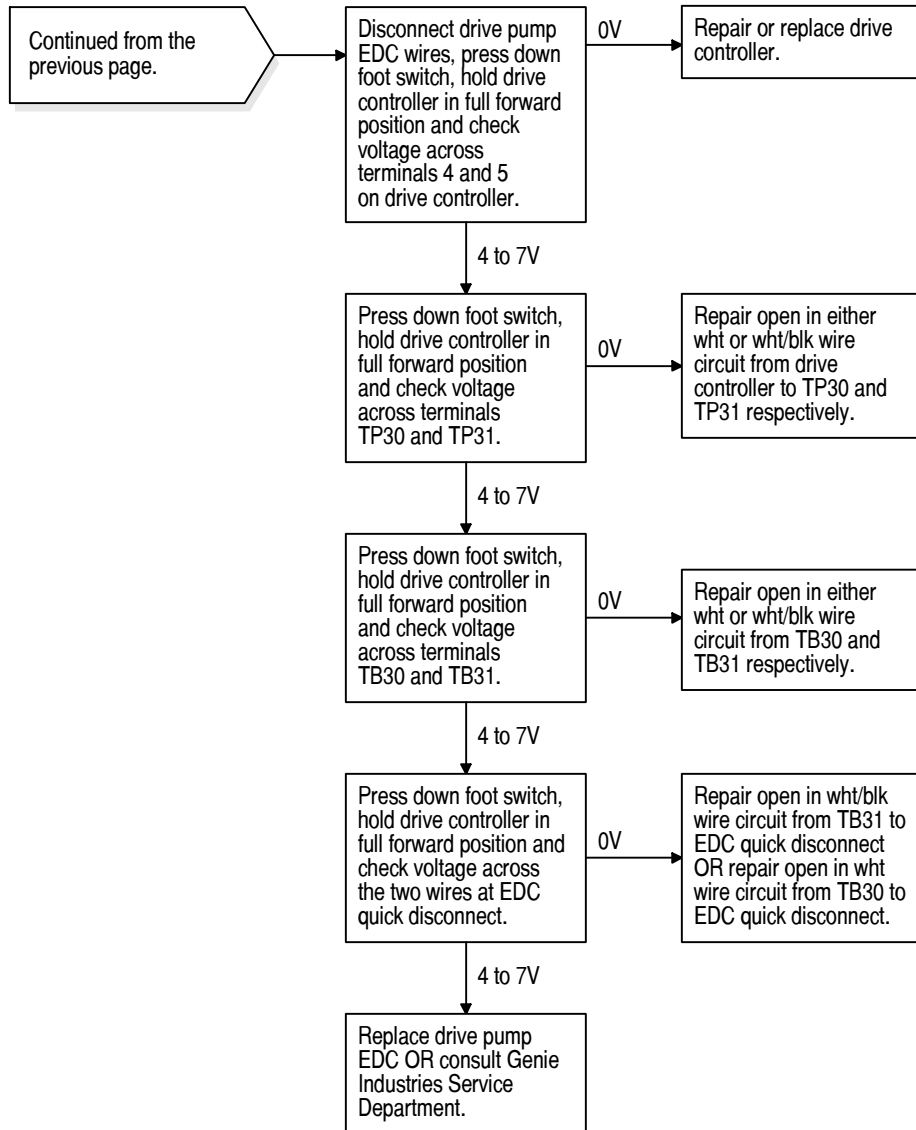 Continued from the
previous page.
Disconnect drive pump
EDC wires, press down
foot switch, hold drive
controller in full forward
position and check
voltage across
terminals 4 and 5
on drive controller.
0V
Repair or replace drive
controller.
4 to 7V
Press down foot switch,
hold drive controller in
full forward position
and check voltage
across terminals
TP30 and TP31.
0V
Repair open in either
wht or wht/blk wire
circuit from drive
controller to TP30 and
TP31 respectively.
4 to 7V
Press down foot switch,
hold drive controller in
full forward position
and check voltage
across terminals
TB30 and TB31.
0V
Repair open in either
wht or wht/blk wire
circuit from TB30 and
TB31 respectively.
4 to 7V
Press down foot switch,
hold drive controller in
full forward position and
check voltage across
the two wires at EDC
quick disconnect.
0V
Repair open in wht/blk
wire circuit from TB31 to
EDC quick disconnect
OR repair open in wht
wire circuit from TB30 to
EDC quick disconnect.
4 to 7V
Replace drive pump
EDC OR consult Genie
Industries Service
Department.